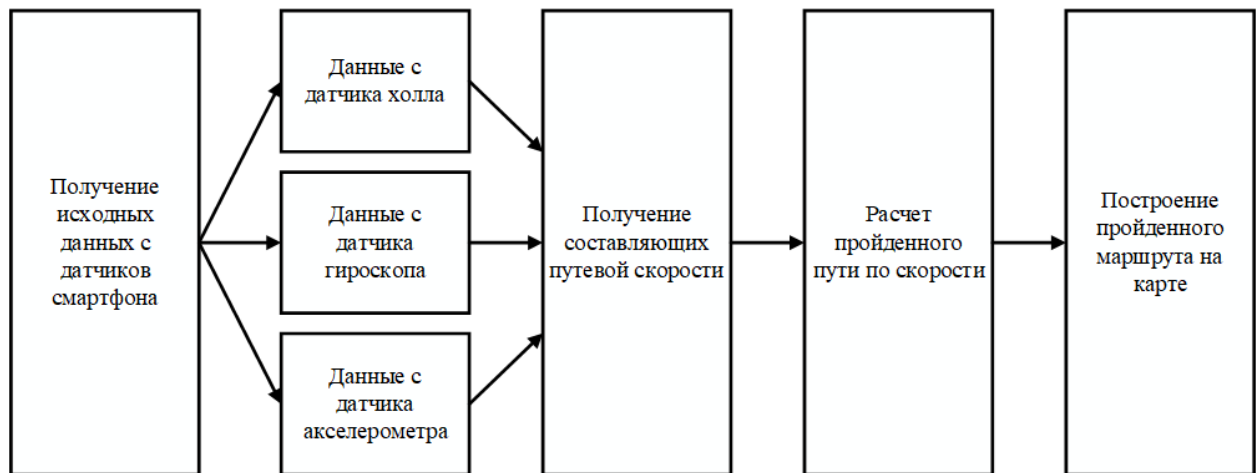 Получение
исходных
данных с
датчиков
смартфона
Данные с
датчика холла
Данные с
датчика
гироскопа
Данные с
датчика
акселерометра
Получение
составляющих
путевой скорости
Расчет
пройденного
пути по скорости
Построение
пройденного
маршрута на
карте